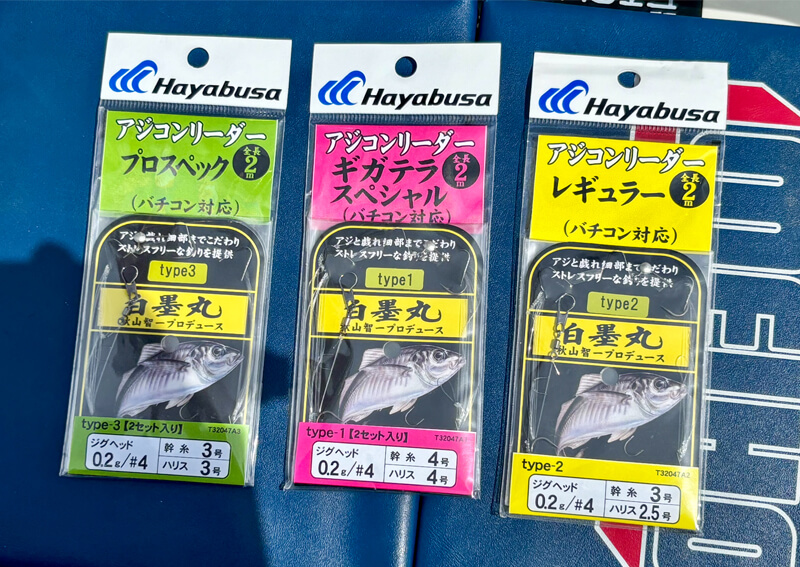 Hayabusa
アジコンリーダー
プロスペック
全長
2m
(バチコン対応)
アジと戯れ細部までこだわり
ストレスフリーな釣りを提供
type3
白墨丸
秋山智一プロデュース
type-3【2セット入り】
T32047A3
ジグヘッド
0.2g/#4
幹糸 3号
ハリス 3号
Hayabusa
アジコンリーダー
ギガテラ
スペシャル
全長
2m
(バチコン対応)
アジと戯れ細部までこだわり
ストレスフリーな釣りを提供
type1
白墨丸
秋山智一プロデュース
type-1【2セット入り】
ジグヘッド
0.2g/#4
幹糸 4号
ハリス 4号
Hayabusa
アジコンリーダー
レギュラー
全長
2m
(バチコン対応)
アジと戯れ細部までこだわり
ストレスフリーな釣りを提供
type2
白墨丸
秋山智一プロデュース
type-2
T32047A2
ジグヘッド
0.2g/#4
幹糸 3号
ハリス 2.5号